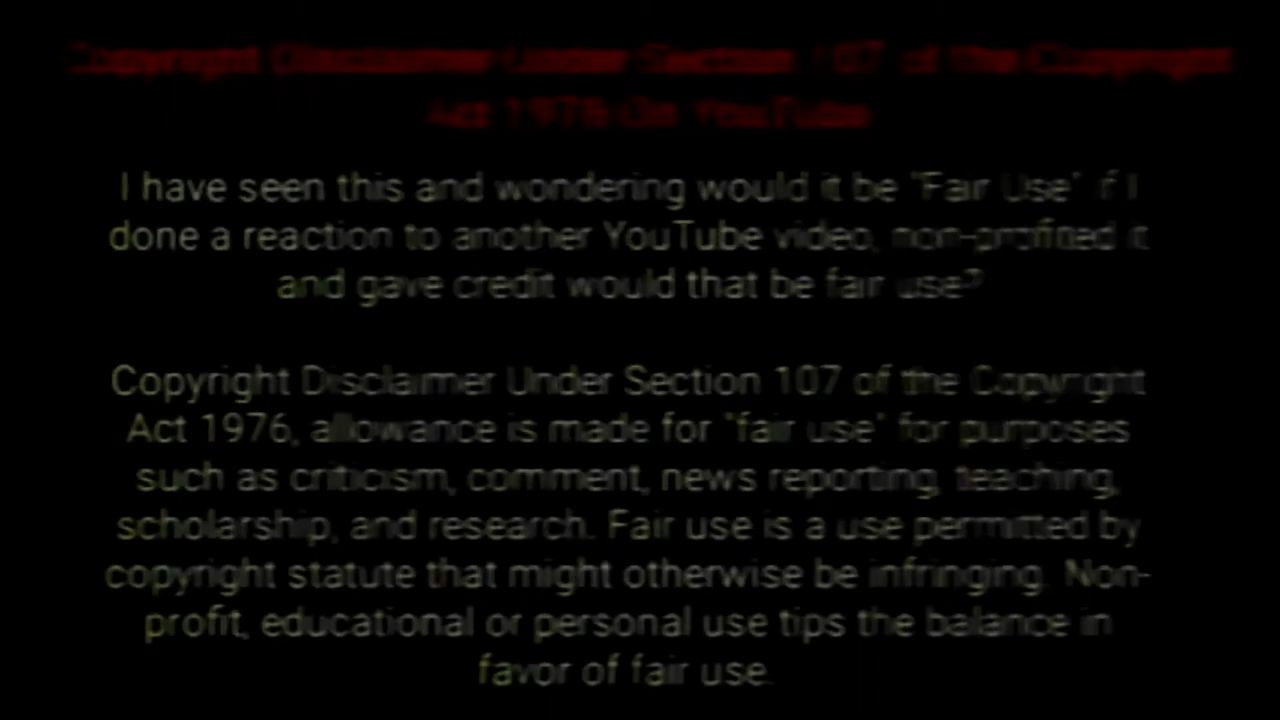 Copyright Disclaimer Under Section 107 of the Copyright
Act 1976 On YouTube
I have seen this and wondering would it be "Fair Use" if I
done a reaction to another YouTube video, non-profited it
and gave credit would that be fair use?
Copyright Disclaimer Under Section 107 of the Copyright
Act 1976, allowance is made for "fair use" for purposes
such as criticism, comment, news reporting, teaching,
scholarship, and research. Fair use is a use permitted by
copyright statute that might otherwise be infringing. Non-
profit, educational or personal use tips the balance in
favor of fair use.